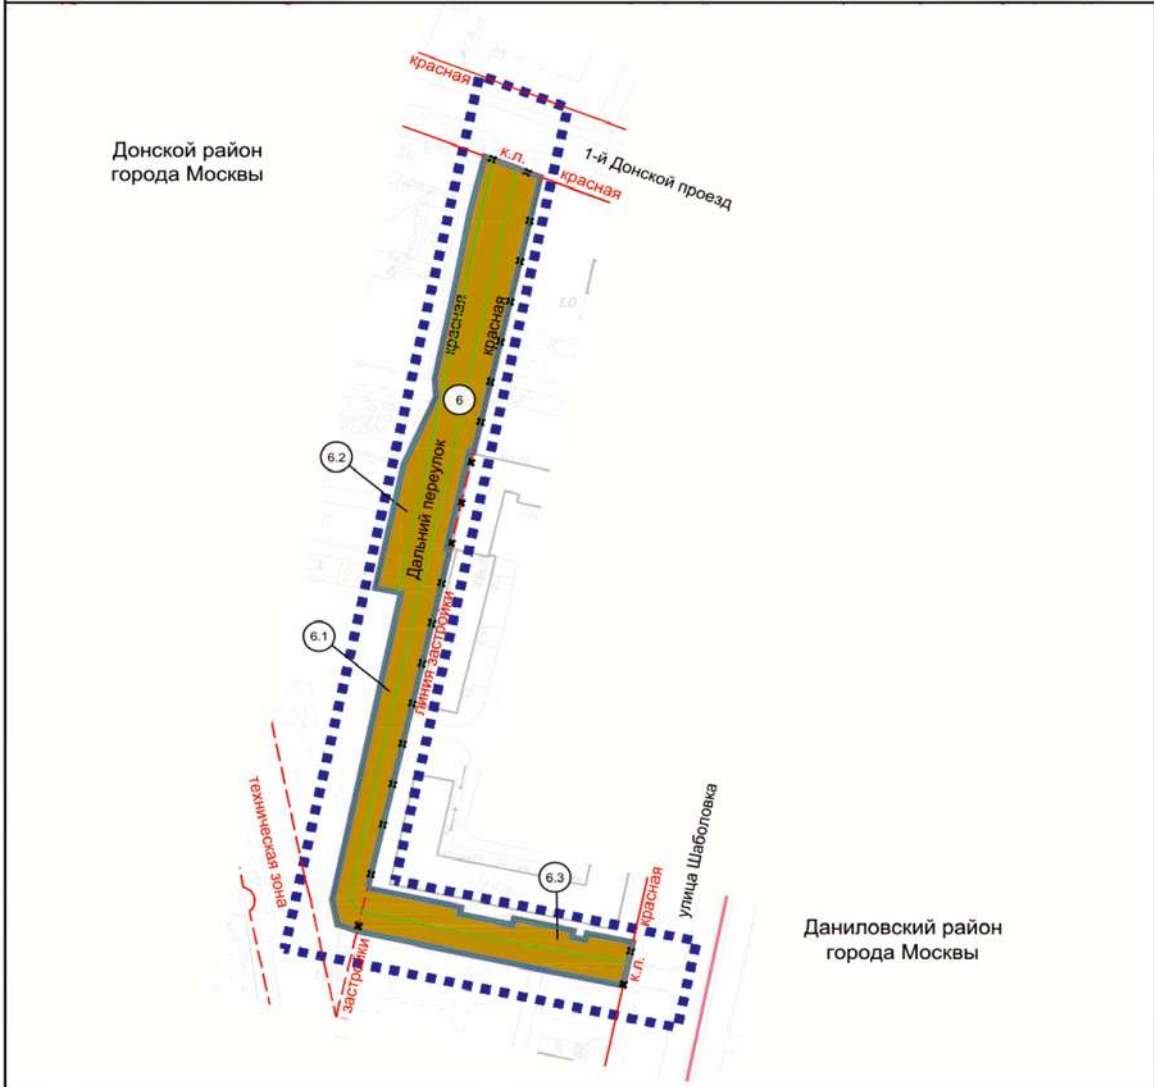 красная
Донской район
города Москвы
к.л.
1-й Донской проезд
красная
красная
красная
6
6.2
Дальний переулок
6.1
линия застройки
техническая зона
улица Шаболовка
6.3
красная
Даниловский район
города Москвы
к.л.
застройки